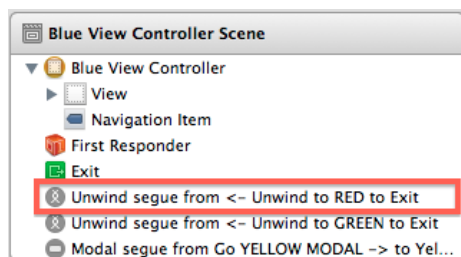 Blue View Controller Scene
Blue View Controller
View
Navigation Item
First Responder
Exit
Unwind segue from <- Unwind to RED to Exit
Unwind segue from <- Unwind to GREEN to Exit
Modal segue from Go YELLOW MODAL -> to Yel...